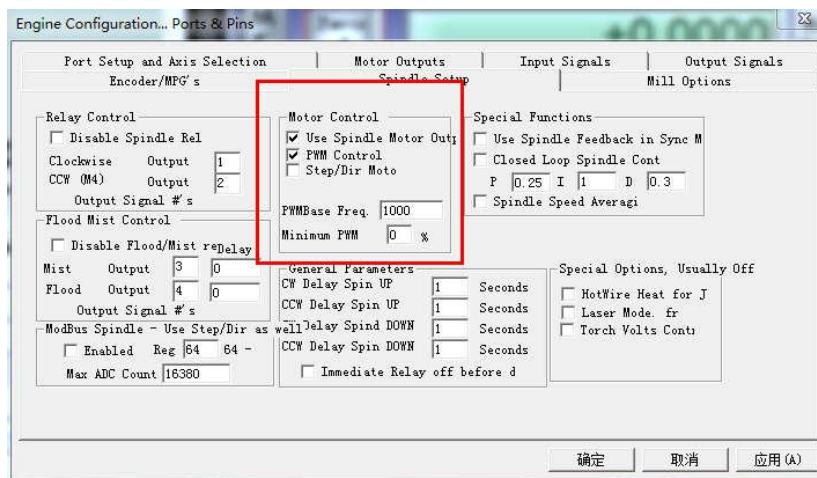 Engine Configuration... Ports & Pins
+0.0000
Port Setup and Axis Selection
Motor Outputs
Input Signals
Output Signals
Encoder/MPG's
Spindle Setup
Mill Options
Relay Control
Disable Spindle Rel
Clockwise Output 1
CCW (M4) Output 2
Output Signal #'s
Flood Mist Control
Disable Flood/Mist re
Delay
Mist Output 3 0
Flood Output 4 0
Output Signal #'s
ModBus Spindle - Use Step/Dir as well
Enabled Reg 64 64 -
Max ADC Count 16380
Motor Control
Use Spindle Motor Outp
PWM Control
Step/Dir Moto
PWMBase Freq. 1000
Minimum PWM 0 %
General Parameters
CW Delay Spin UP 1 Seconds
CCW Delay Spin UP 1 Seconds
Delay Spind DOWN 1 Seconds
CCW Delay Spin DOWN 1 Seconds
Immediate Relay off before d
Special Functions
Use Spindle Feedback in Sync M
Closed Loop Spindle Cont
P 0.25 I 1 D 0.3
Spindle Speed Averagi
Special Options, Usually Off
HotWire Heat for J
Laser Mode. fr
Torch Volts Cont
确定
取消
应用(A)